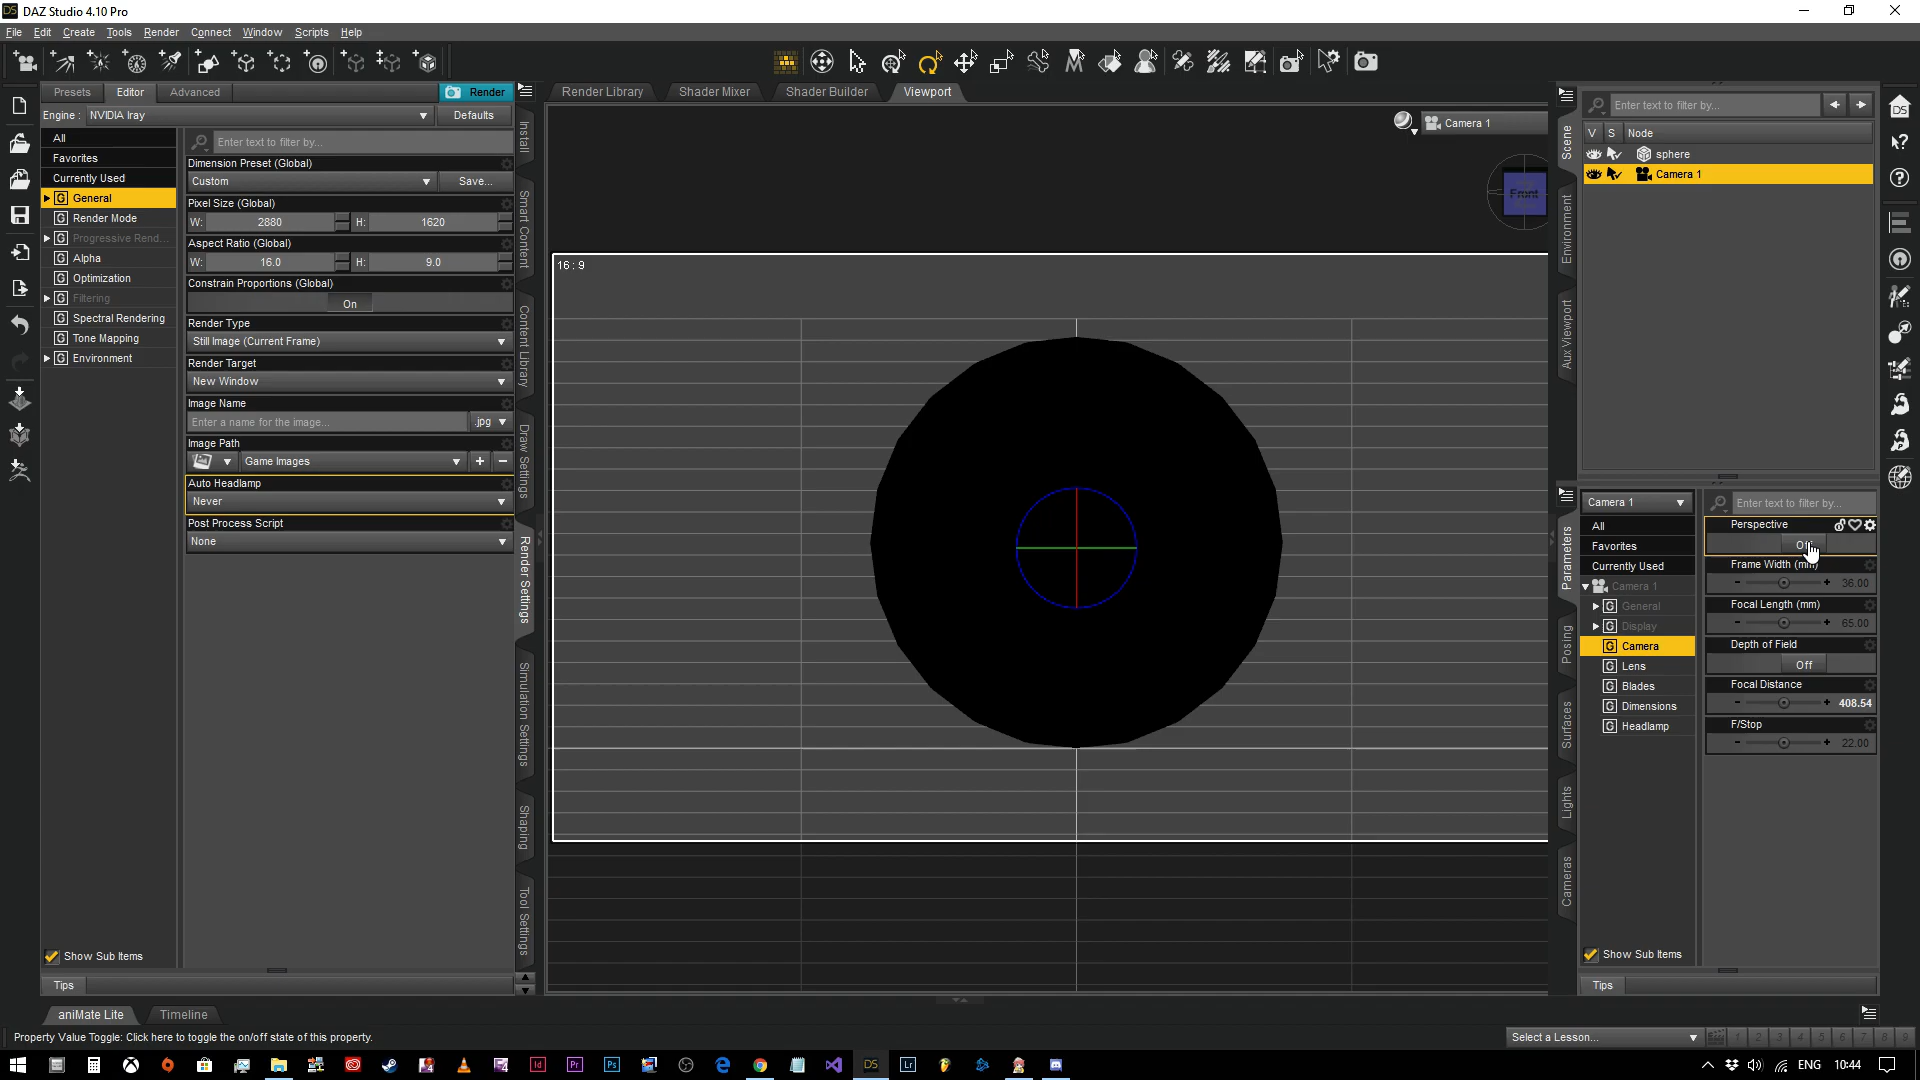 DAZ Studio 4.10 Pro
File Edit Create Tools Render Connect Window Scripts Help
Presets Editor Advanced Render
Engine : NVIDIA Iray Defaults
All
Favorites
Currently Used
General
Render Mode
Progressive Rend...
Alpha
Optimization
Filtering
Spectral Rendering
Tone Mapping
Environment
Show Sub Items
Tips
Enter text to filter by...
Dimension Preset (Global)
Custom Save...
Pixel Size (Global)
W: 2880 H: 1620
Aspect Ratio (Global)
W: 16.0 H: 9.0
Constrain Proportions (Global)
On
Render Type
Still Image (Current Frame)
Render Target
New Window
Image Name
Enter a name for the image... .jpg
Image Path
Game Images
Auto Headlamp
Never
Post Process Script
None
Install
Smart Content
Content Library
Draw Settings
Render Settings
Simulation Settings
Shaping
Tool Settings
Render Library Shader Mixer Shader Builder Viewport
Camera 1
Front
16 : 9
Scene
Environment
Aux Viewport
Enter text to filter by...
V S Node
sphere
Camera 1
Parameters
Posing
Surfaces
Lights
Cameras
Camera 1
All
Favorites
Currently Used
Camera 1
General
Display
Camera
Lens
Blades
Dimensions
Headlamp
Show Sub Items
Tips
Enter text to filter by...
Perspective
Frame Width (mm)
36.00
Focal Length (mm)
65.00
Depth of Field
Off
Focal Distance
408.54
F/Stop
22.00
aniMate Lite Timeline
Property Value Toggle: Click here to toggle the on/off state of this property.
Select a Lesson... 1 2 3 4 5 6 7 8 9
ENG 10:44